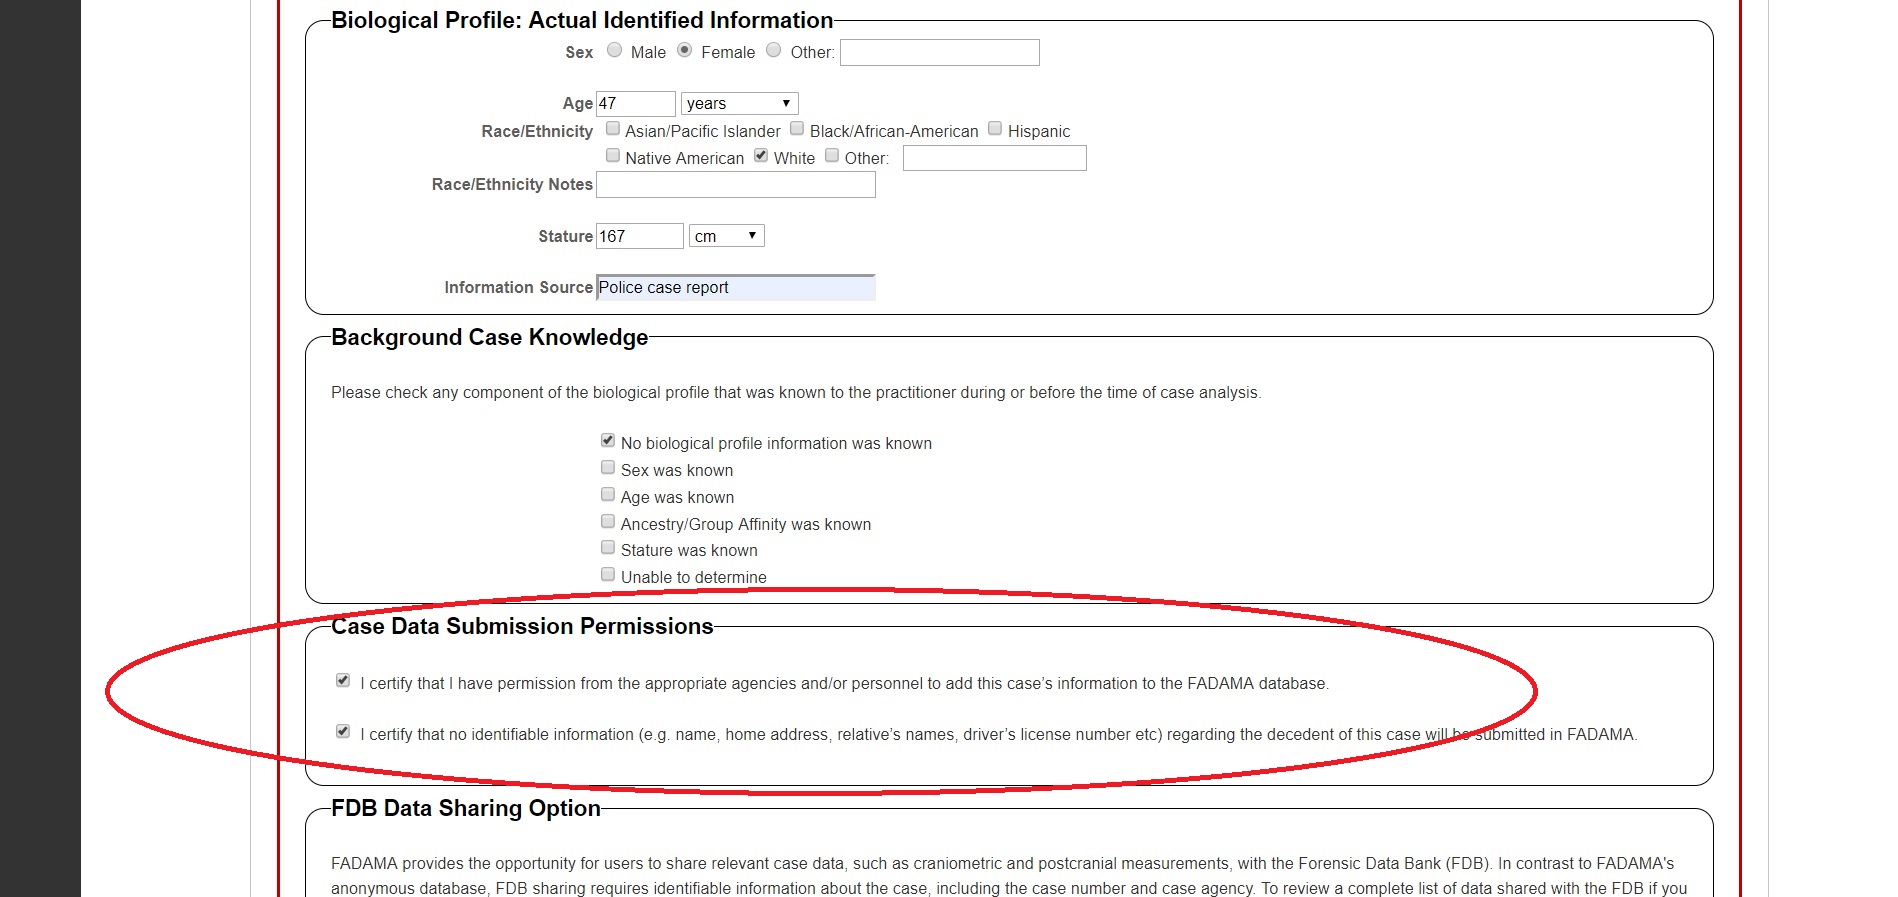 Biological Profile: Actual Identified Information
Sex Male Female Other:
Age 47 years
Race/Ethnicity Asian/Pacific Islander Black/African-American Hispanic
Native American White Other:
Race/Ethnicity Notes
Stature 167 cm
Information Source Police case report
Background Case Knowledge
Please check any component of the biological profile that was known to the practitioner during or before the time of case analysis.
No biological profile information was known
Sex was known
Age was known
Ancestry/Group Affinity was known
Stature was known
Unable to determine
Case Data Submission Permissions
I certify that I have permission from the appropriate agencies and/or personnel to add this case’s information to the FADAMA database.
I certify that no identifiable information (e.g. name, home address, relative’s names, driver’s license number etc) regarding the decedent of this case will be submitted in FADAMA.
FDB Data Sharing Option
FADAMA provides the opportunity for users to share relevant case data, such as craniometric and postcranial measurements, with the Forensic Data Bank (FDB). In contrast to FADAMA's
anonymous database, FDB sharing requires identifiable information about the case, including the case number and case agency. To review a complete list of data shared with the FDB if you